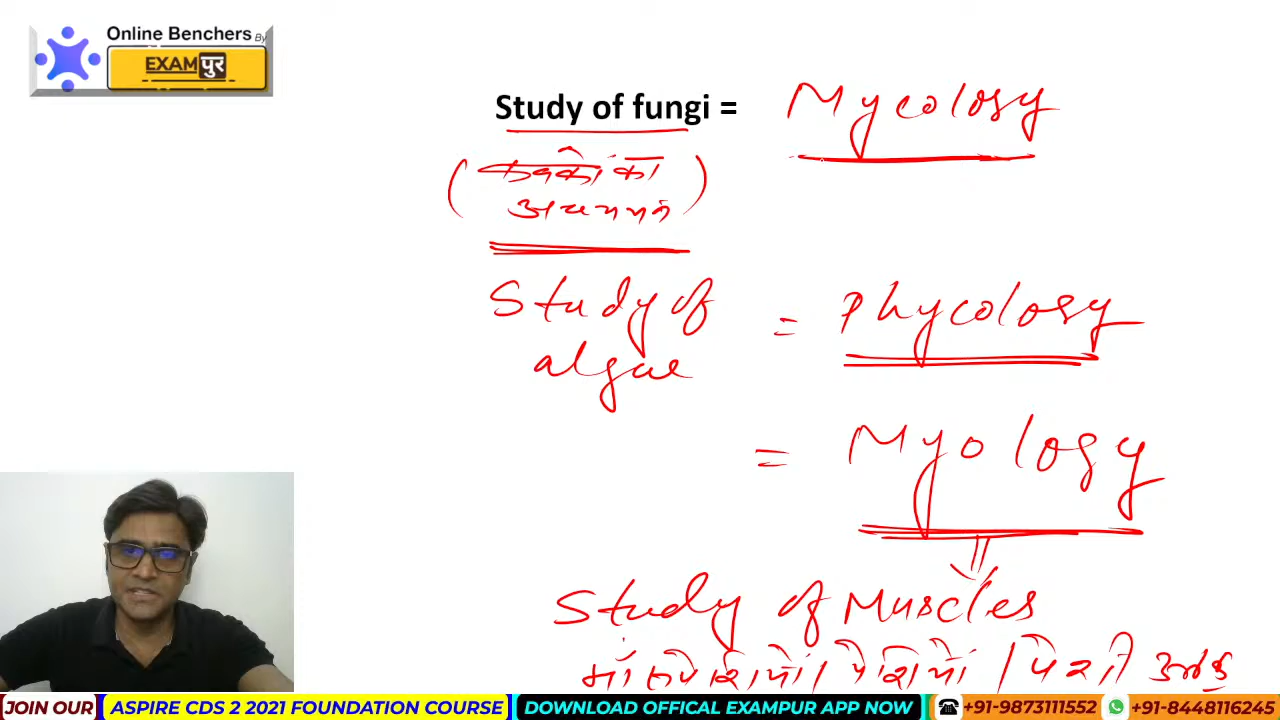 Online Benchers By
EXAMपुर
Study of fungi = Mycology
(कवकों का
अध्ययन)
Study of
algae = Phycology
= Myology
Study of Muscles
मांसपेशियों / पेशियों / पेशी
JOIN OUR ASPIRE CDS 2 2021 FOUNDATION COURSE DOWNLOAD OFFICAL EXAMPUR APP NOW +91-9873111552 +91-8448116245